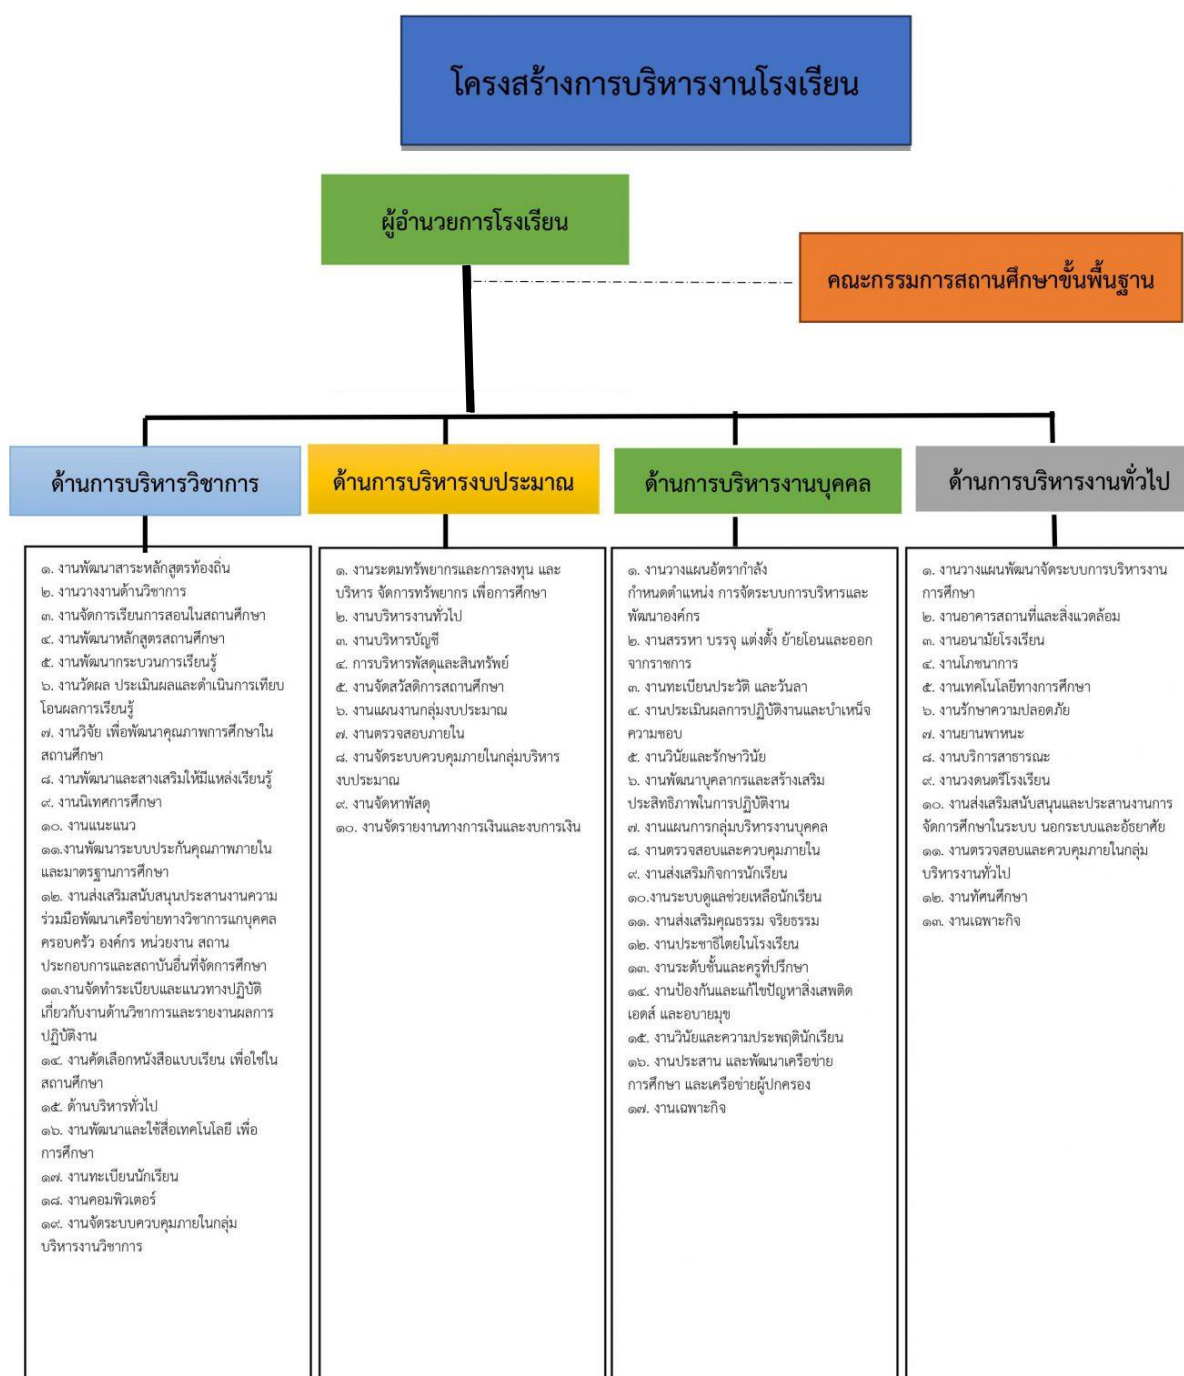 โครงสร้างการบริหารงานโรงเรียน
ผู้อำนวยการโรงเรียน
คณะกรรมการสถานศึกษาขั้นพื้นฐาน
ด้านการบริหารวิชาการ
๑. งานพัฒนาสาระหลักสูตรท้องถิ่น
๒. งานวางงานด้านวิชาการ
๓. งานจัดการเรียนการสอนในสถานศึกษา
๔. งานพัฒนาหลักสูตรสถานศึกษา
๕. งานพัฒนากระบวนการเรียนรู้
๖. งานวัดผล ประเมินผลและดำเนินการเทียบ
โอนผลการเรียนรู้
๗. งานวิจัย เพื่อพัฒนาคุณภาพการศึกษาใน
สถานศึกษา
๘. งานพัฒนาและสางเสริมให้มีแหล่งเรียนรู้
๙. งานนิเทศการศึกษา
๑๐. งานแนะแนว
๑๑.งานพัฒนาระบบประกันคุณภาพภายใน
และมาตรฐานการศึกษา
๑๒. งานส่งเสริมสนับสนุนประสานงานความ
ร่วมมือพัฒนาเครือข่ายทางวิชาการแกบุคคล
ครอบครัว องค์กร หน่วยงาน สถาน
ประกอบการและสถาบันอื่นที่จัดการศึกษา
๑๓.งานจัดทำระเบียบและแนวทางปฏิบัติ
เกี่ยวกับงานด้านวิชาการและรายงานผลการ
ปฏิบัติงาน
๑๔. งานคัดเลือกหนังสือแบบเรียน เพื่อใช้ใน
สถานศึกษา
๑๕. ด้านบริหารทั่วไป
๑๖. งานพัฒนาและใช้สื่อเทคโนโลยี เพื่อ
การศึกษา
๑๗. งานทะเบียนนักเรียน
๑๘. งานคอมพิวเตอร์
๑๙. งานจัดระบบควบคุมภายในกลุ่ม
บริหารงานวิชาการ
ด้านการบริหารงบประมาณ
๑. งานระดมทรัพยากรและการลงทุน และ
บริหาร จัดการทรัพยากร เพื่อการศึกษา
๒. งานบริหารงานทั่วไป
๓. งานบริหารบัญชี
๔. การบริหารพัสดุและสินทรัพย์
๕. งานจัดสวัสดิการสถานศึกษา
๖. งานแผนงานกลุ่มงบประมาณ
๗. งานตรวจสอบภายใน
๘. งานจัดระบบควบคุมภายในกลุ่มบริหาร
งบประมาณ
๙. งานจัดหาพัสดุ
๑๐. งานจัดรายงานทางการเงินและงบการเงิน
ด้านการบริหารงานบุคคล
๑. งานวางแผนอัตรากำลัง
กำหนดตำแหน่ง การจัดระบบการบริหารและ
พัฒนาองค์กร
๒. งานสรรหา บรรจุ แต่งตั้ง ย้ายโอนและออก
จากราชการ
๓. งานทะเบียนประวัติ และวันลา
๔. งานประเมินผลการปฏิบัติงานและบำเหน็จ
ความชอบ
๕. งานวินัยและรักษาวินัย
๖. งานพัฒนาบุคลากรและสร้างเสริม
ประสิทธิภาพในการปฏิบัติงาน
๗. งานแผนการกลุ่มบริหารงานบุคคล
๘. งานตรวจสอบและควบคุมภายใน
๙. งานส่งเสริมกิจการนักเรียน
๑๐.งานระบบดูแลช่วยเหลือนักเรียน
๑๑. งานส่งเสริมคุณธรรม จริยธรรม
๑๒. งานประชาธิไตยในโรงเรียน
๑๓. งานระดับชั้นและครูที่ปรึกษา
๑๔. งานป้องกันและแก้ไขปัญหาสิ่งเสพติด
เอดส์ และอบายมุข
๑๕. งานวินัยและความประพฤตินักเรียน
๑๖. งานประสาน และพัฒนาเครือข่าย
การศึกษา และเครือข่ายผู้ปกครอง
๑๗. งานเฉพาะกิจ
ด้านการบริหารงานทั่วไป
๑. งานวางแผนพัฒนาจัดระบบการบริหารงาน
การศึกษา
๒. งานอาคารสถานที่และสิ่งแวดล้อม
๓. งานอนามัยโรงเรียน
๔. งานโภชนาการ
๕. งานเทคโนโลยีทางการศึกษา
๖. งานรักษาความปลอดภัย
๗. งานยานพาหนะ
๘. งานบริการสาธารณะ
๙. งานวงดนตรีโรงเรียน
๑๐. งานส่งเสริมสนับสนุนและประสานงานการ
จัดการศึกษาในระบบ นอกระบบและอัธยาศัย
๑๑. งานตรวจสอบและควบคุมภายในกลุ่ม
บริหารงานทั่วไป
๑๒. งานทัศนศึกษา
๑๓. งานเฉพาะกิจ